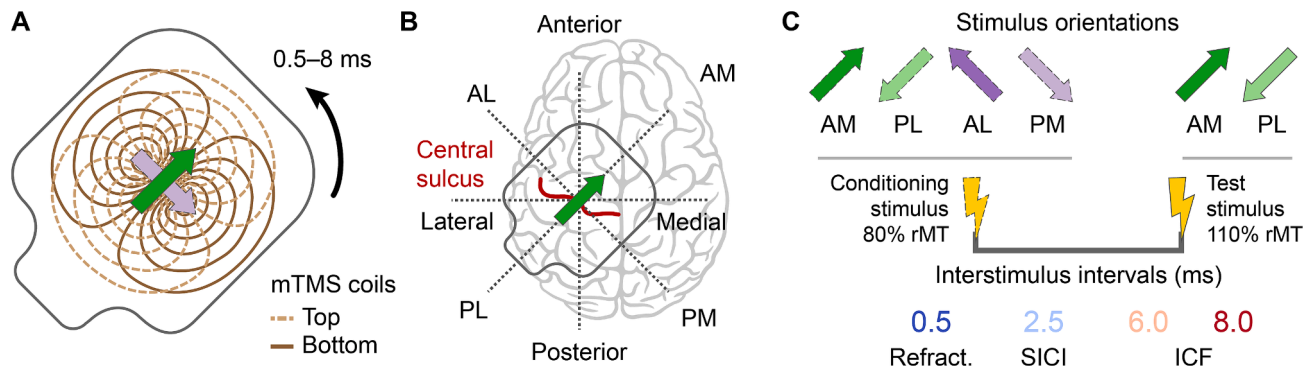 A
0.5–8 ms
mTMS coils
Top
Bottom
B
Anterior
AL
AM
Central
sulcus
Lateral
Medial
PL
PM
Posterior
C
Stimulus orientations
AM PL AL PM AM PL
Conditioning
stimulus
80% rMT
Test
stimulus
110% rMT
Interstimulus intervals (ms)
0.5 2.5 6.0 8.0
Refract. SICI ICF